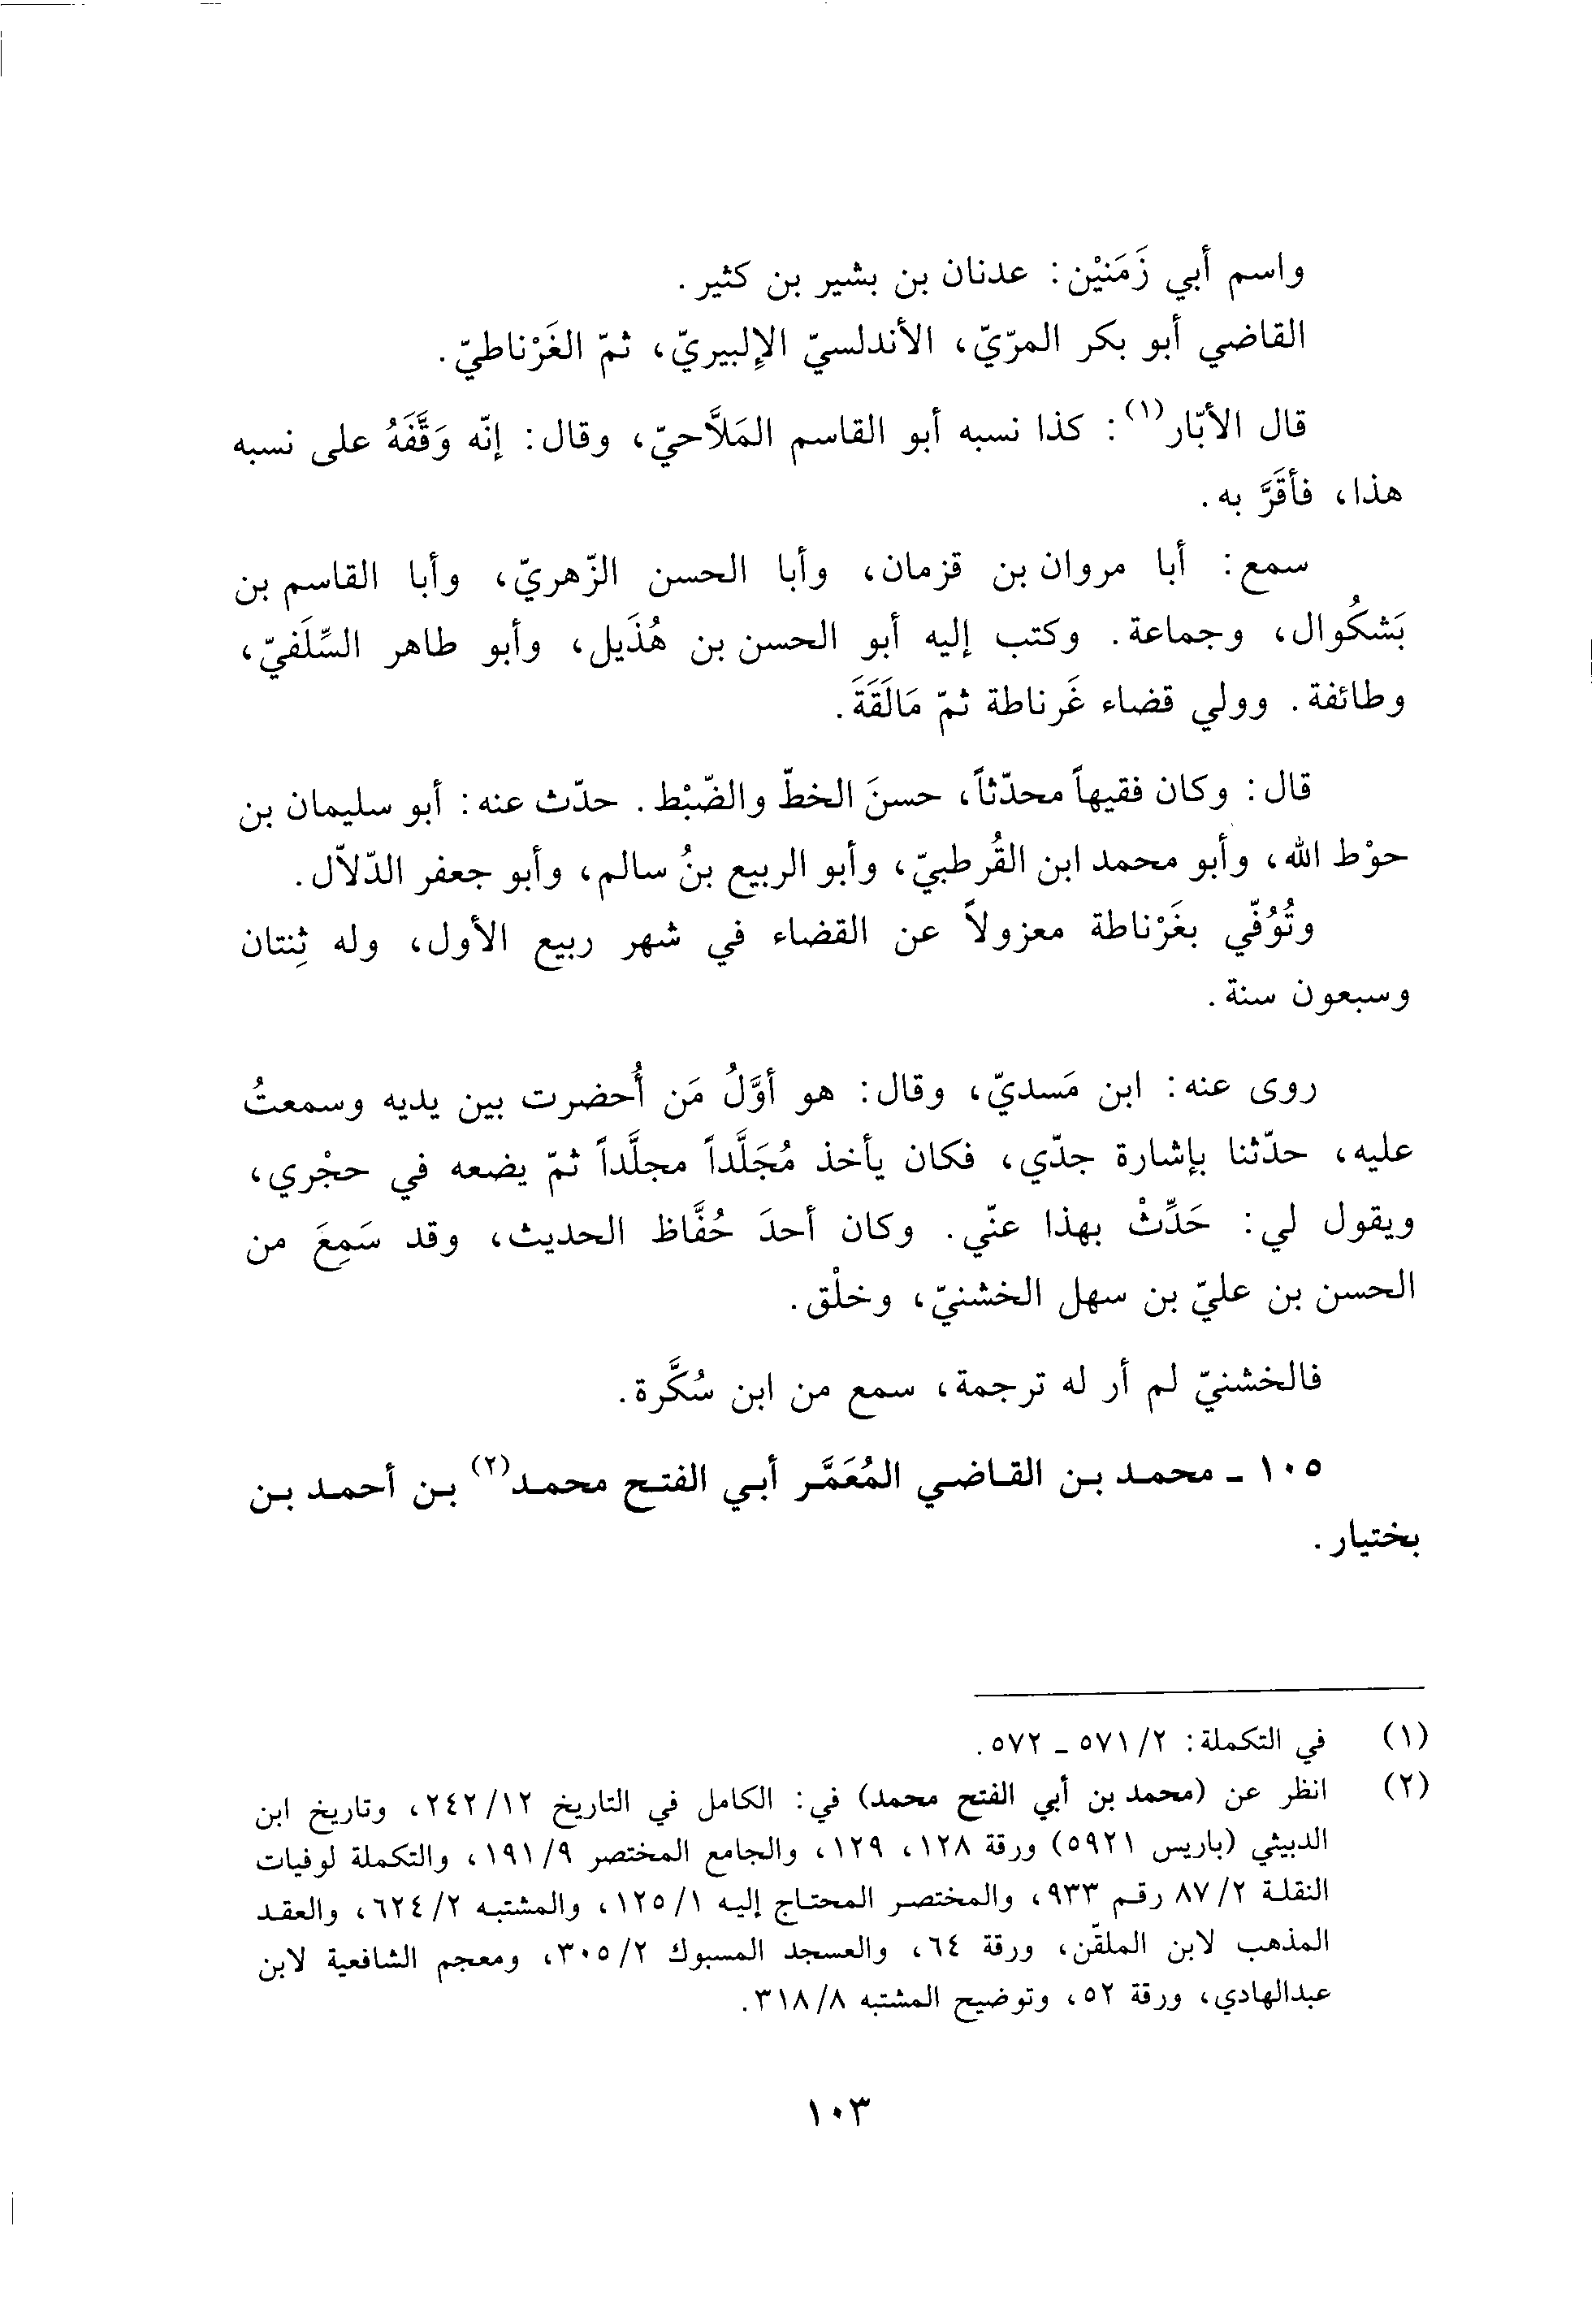 واسم أبي زَمَنيْن: عدنان بن بشير بن كثير.
القاضي أبو بكر المرّيّ، الأندلسيّ الإلبيريّ، ثمّ الغَرْناطيّ.
قال الأبّار(١): كذا نسبه أبو القاسم المَلاَّحيّ، وقال: إنّه وَقَّفَهُ على نسبه
هذا، فأقَرَّ به.
سمع: أبا مروان بن قزمان، وأبا الحسن الزّهريّ، وأبا القاسم بن
بَشكُوال، وجماعة. وكتب إليه أبو الحسن بن هُذَيل، وأبو طاهر السِّلَفيّ،
وطائفة. وولي قضاء غَرناطة ثمّ مَالَقَةَ.
قال: وكان فقيهاً محدّثاً، حسنَ الخطّ والضّبْط. حدّث عنه: أبو سليمان بن
حوْط الله، وأبو محمد ابن القُرطبيّ، وأبو الربيع بنُ سالم، وأبو جعفر الدّلاّل.
وتُوُفّي بغَرْناطة معزولاً عن القضاء في شهر ربيع الأول، وله ثِنتان
وسبعون سنة.
روى عنه: ابن مَسديّ، وقال: هو أوَّلُ مَن أُحضرت بين يديه وسمعتُ
عليه، حدّثنا بإشارة جدّي، فكان يأخذ مُجَلَّداً مجلَّداً ثمّ يضعه في حجْري،
ويقول لي: حَدِّثْ بهذا عنّي. وكان أحدَ حُفَّاظ الحديث، وقد سَمِعَ من
الحسن بن عليّ بن سهل الخشنيّ، وخلْق.
فالخشنيّ لم أر له ترجمة، سمع من ابن سُكَّرة.
١٠٥ ـ محمد بن القاضي المُعَمَّر أبي الفتح محمد(٢) بن أحمد بن
بختيار.
(١) في التكملة: ٢/ ٥٧١ ـ ٥٧٢.
(٢) انظر عن (محمد بن أبي الفتح محمد) في: الكامل في التاريخ ١٢/ ٢٤٢، وتاريخ ابن
الدبيثي (باريس ٥٩٢١) ورقة ١٢٨، ١٢٩، والجامع المختصر ٩/ ١٩١، والتكملة لوفيات
النقلة ٢/ ٨٧ رقم ٩٣٣، والمختصر المحتاج إليه ١/ ١٢٥، والمشتبه ٢/ ٦٢٤، والعقد
المذهب لابن الملقّن، ورقة ٦٤، والعسجد المسبوك ٢/ ٣٠٥، ومعجم الشافعية لابن
عبدالهادي، ورقة ٥٢، وتوضيح المشتبه ٨/ ٣١٨.
١٠٣